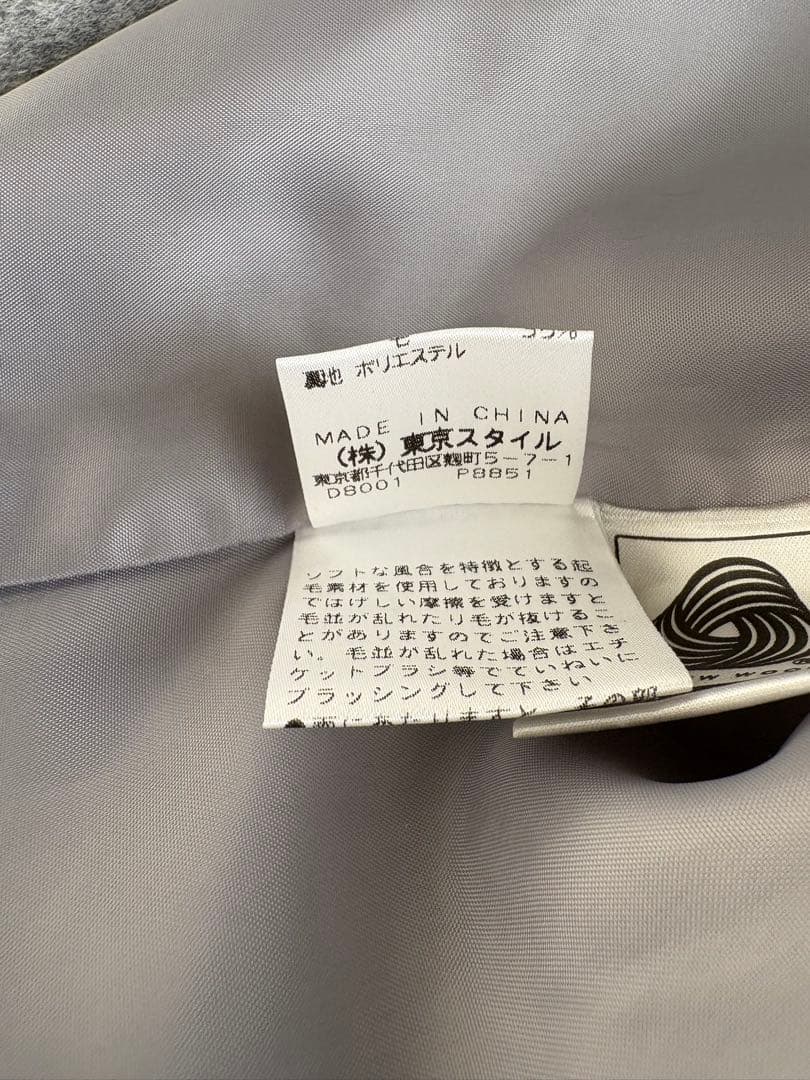 裏地 ポリエステル
MADE IN CHINA
（株）東京スタイル
東京都千代田区麹町5-7-1
D8001 P8851
ソフトな風合を特徴とする起
毛素材を使用しておりますの
ではげしい摩擦を受けますと
毛並が乱れたり毛が抜けるこ
とがありますのでご注意下さ
い。毛並が乱れた場合はエチ
ケットブラシ等でていねいに
ブラッシングして下さい